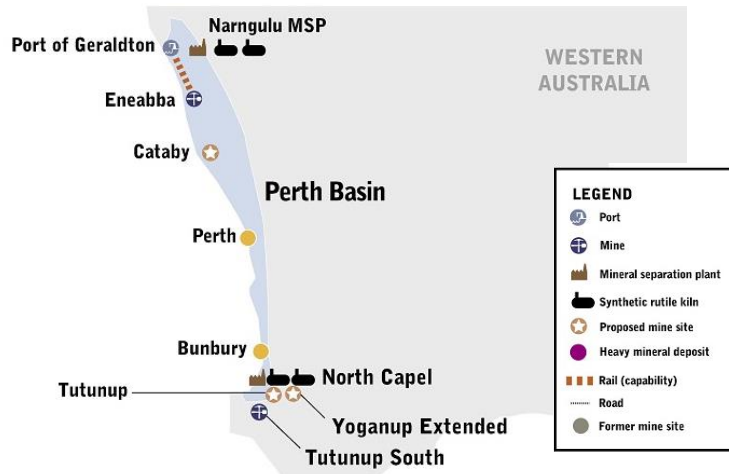 Narngulu MSP
Port of Geraldton
WESTERN
AUSTRALIA
Eneabba
Cataby
Perth Basin
Perth
Bunbury
North Capel
Tutunup
Yoganup Extended
Tutunup South
LEGEND
Port
Mine
Mineral separation plant
Synthetic rutile kiln
Proposed mine site
Heavy mineral deposit
Rail (capability)
Road
Former mine site